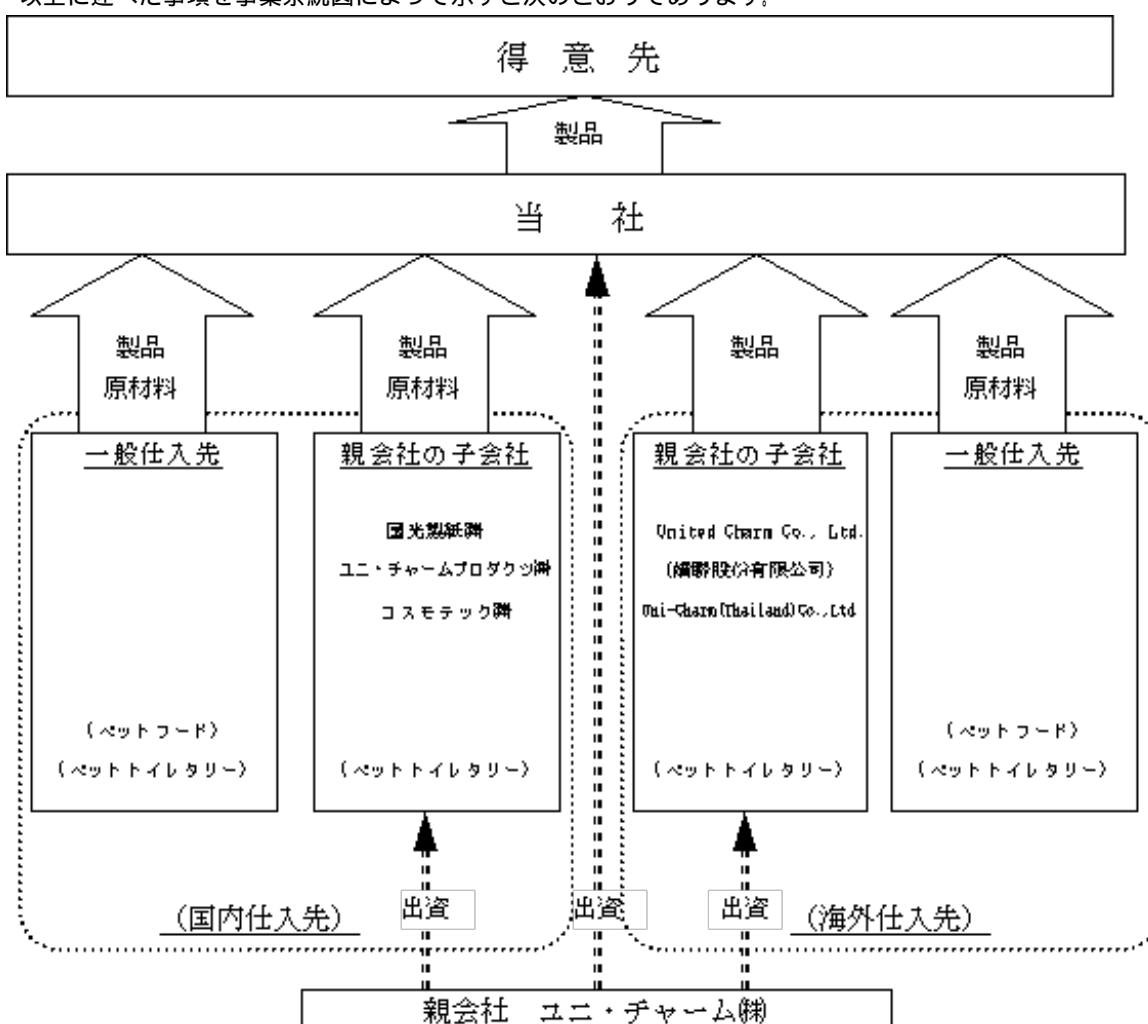 以上に述べた事項を事業系統図によって示すと次のとおりであります。
得 意 先
製品
当 社
製品
原材料
製品
原材料
製品
製品
原材料
一般仕入先
親会社の子会社
親会社の子会社
一般仕入先
国光製紙㈱
ユニ・チャームプロダクツ㈱
コスモテック㈱
United Charm Co., Ltd.
(嬌聯股份有限公司)
Uni-Charm(Thailand)Co.,Ltd
(ペットフード)
(ペットトイレタリー)
(ペットトイレタリー)
(ペットトイレタリー)
(ペットフード)
(ペットトイレタリー)
(国内仕入先)
出資
出資
出資
(海外仕入先)
親会社 ユニ・チャーム㈱